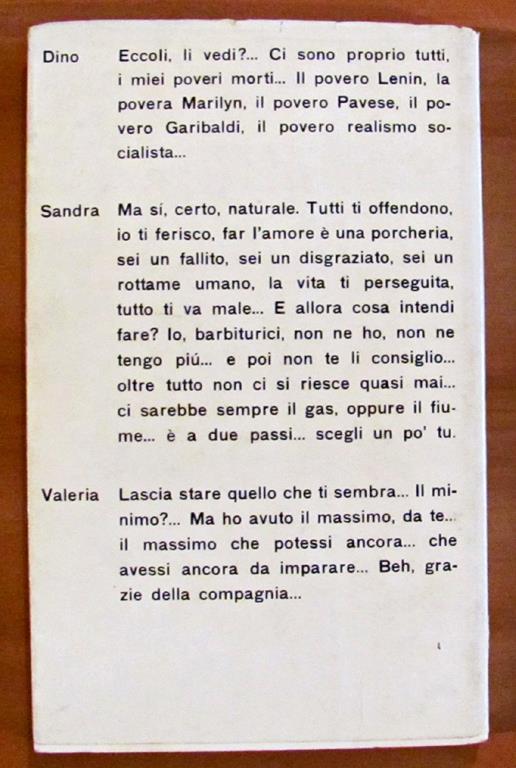 Dino Eccoli, li vedi?... Ci sono proprio tutti,
i miei poveri morti... Il povero Lenin, la
povera Marilyn, il povero Pavese, il po-
vero Garibaldi, il povero realismo so-
cialista...
Sandra Ma sí, certo, naturale. Tutti ti offendono,
io ti ferisco, far l'amore è una porcheria,
sei un fallito, sei un disgraziato, sei un
rottame umano, la vita ti perseguita,
tutto ti va male... E allora cosa intendi
fare? Io, barbiturici, non ne ho, non ne
tengo piú... e poi non te li consiglio...
oltre tutto non ci si riesce quasi mai...
ci sarebbe sempre il gas, oppure il fiu-
me... è a due passi... scegli un po' tu.
Valeria Lascia stare quello che ti sembra... Il mi-
nimo?... Ma ho avuto il massimo, da te...
il massimo che potessi ancora... che
avessi ancora da imparare... Beh, gra-
zie della compagnia...